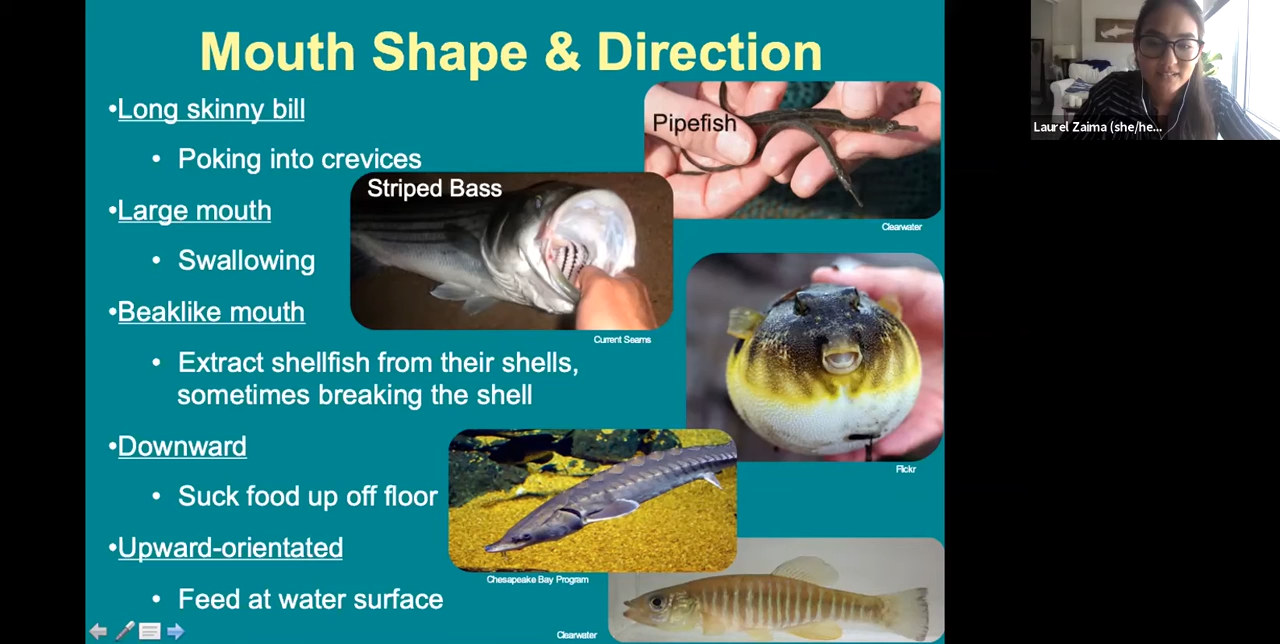 Mouth Shape & Direction
•Long skinny bill
• Poking into crevices
•Large mouth
• Swallowing
•Beaklike mouth
• Extract shellfish from their shells,
sometimes breaking the shell
•Downward
• Suck food up off floor
•Upward-orientated
• Feed at water surface
Pipefish
Clearwater
Striped Bass
Current Seams
Flickr
Chesapeake Bay Program
Clearwater
Laurel Zaima (she/he...